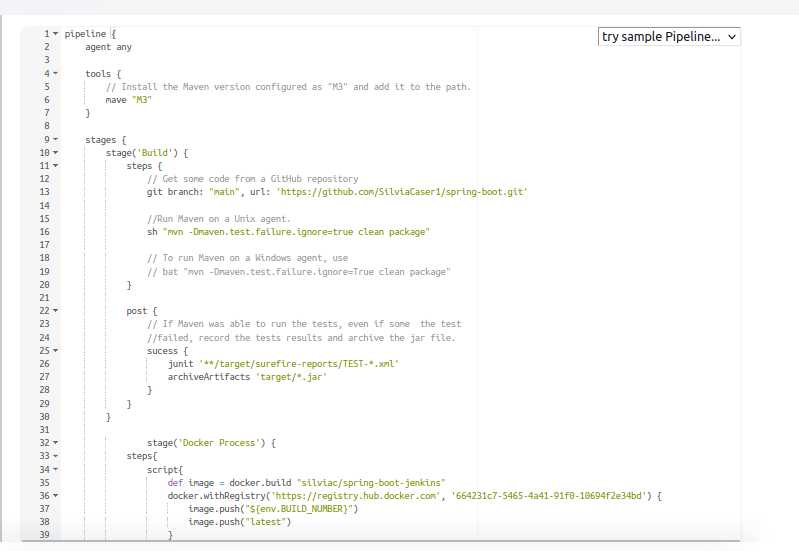 try sample Pipeline...
1 pipeline {
2 agent any
3
4 tools {
5 // Install the Maven version configured as "M3" and add it to the path.
6 mave "M3"
7 }
8
9 stages {
10 stage('Build') {
11 steps {
12 // Get some code from a GitHub repository
13 git branch: "main", url: 'https://github.com/SilviaCaser1/spring-boot.git'
14
15 //Run Maven on a Unix agent.
16 sh "mvn -Dmaven.test.failure.ignore=true clean package"
17
18 // To run Maven on a Windows agent, use
19 // bat "mvn -Dmaven.test.failure.ignore=True clean package"
20 }
21
22 post {
23 // If Maven was able to run the tests, even if some  the test
24 //failed, record the tests results and archive the jar file.
25 sucess {
26 junit '**/target/surefire-reports/TEST-*.xml'
27 archiveArtifacts 'target/*.jar'
28 }
29 }
30 }
31
32 stage('Docker Process') {
33 steps{
34 script{
35 def image = docker.build "silviac/spring-boot-jenkins"
36 docker.withRegistry('https://registry.hub.docker.com', '664231c7-5465-4a41-91f0-10694f2e34bd') {
37 image.push("${env.BUILD_NUMBER}")
38 image.push("latest")
39 }